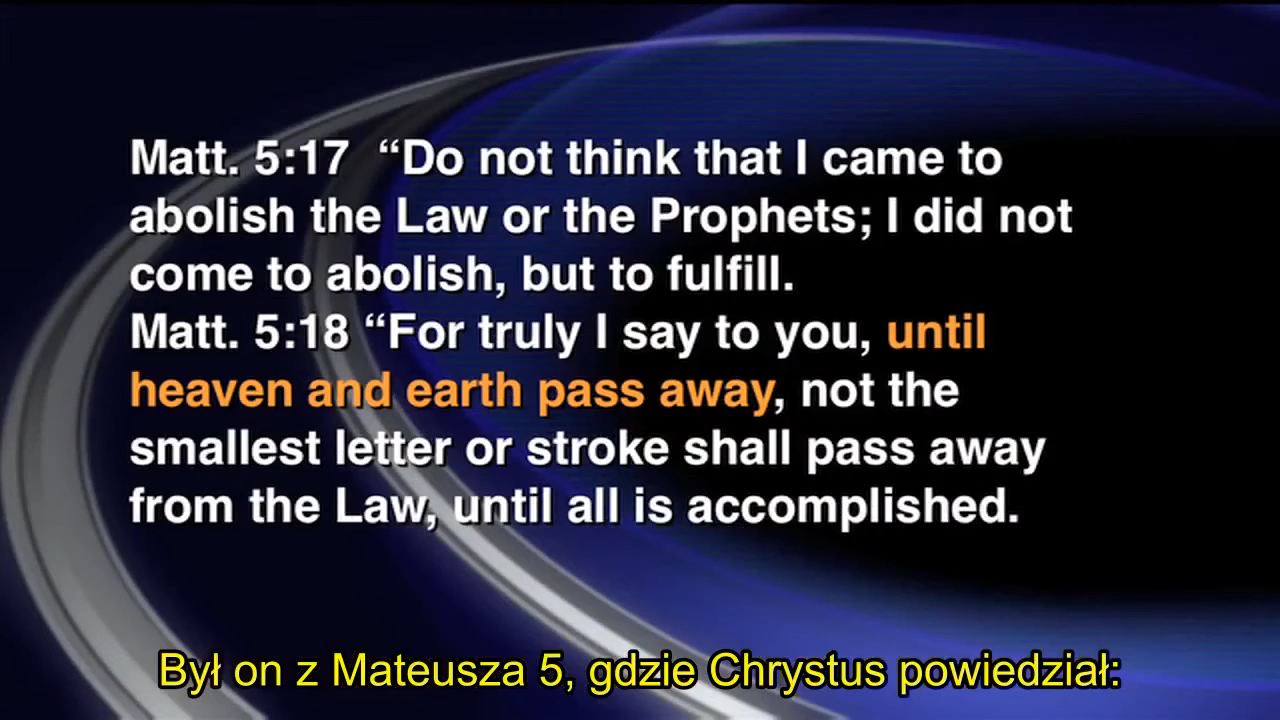 Matt. 5:17 “Do not think that I came to
abolish the Law or the Prophets; I did not
come to abolish, but to fulfill.
Matt. 5:18 “For truly I say to you, until
heaven and earth pass away, not the
smallest letter or stroke shall pass away
from the Law, until all is accomplished.
Był on z Mateusza 5, gdzie Chrystus powiedział: